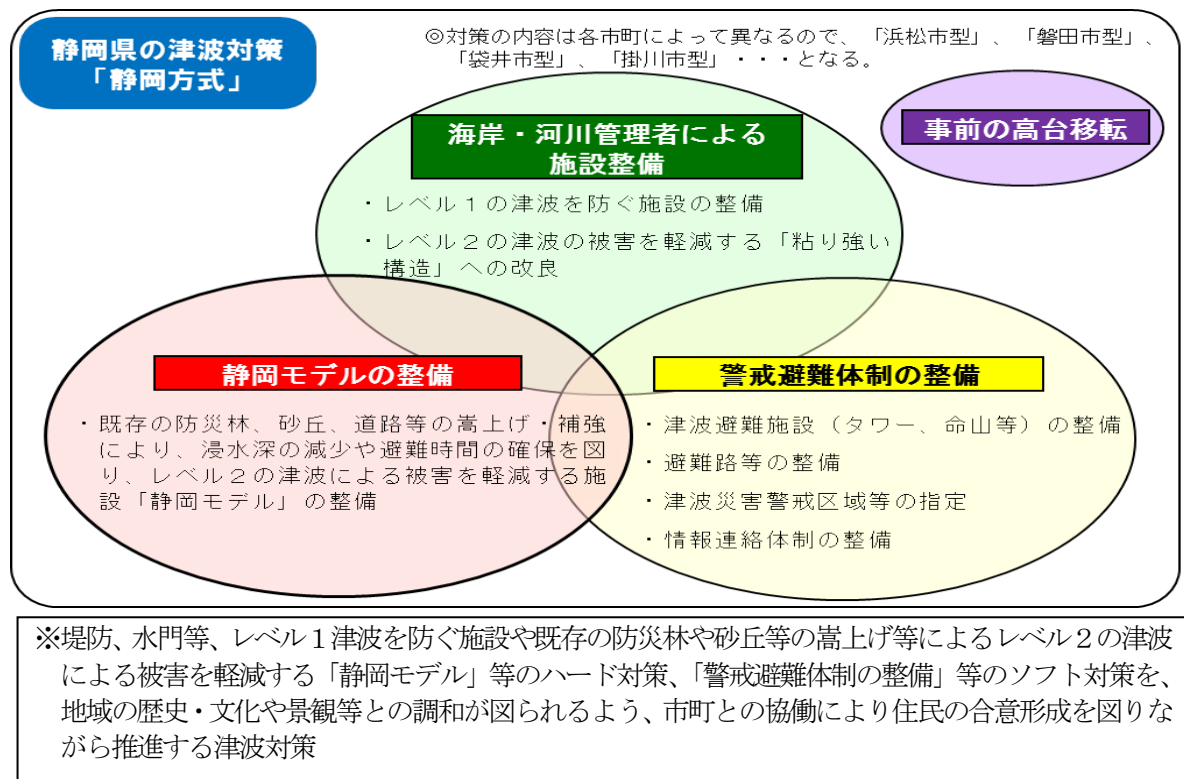 静岡県の津波対策
「静岡方式」
◎対策の内容は各市町によって異なるので、「浜松市型」、「磐田市型」、
「袋井市型」、「掛川市型」・・・となる。
事前の高台移転
海岸・河川管理者による
施設整備
・レベル１の津波を防ぐ施設の整備
・レベル２の津波の被害を軽減する「粘り強い
構造」への改良
静岡モデルの整備
・既存の防災林、砂丘、道路等の嵩上げ・補強
により、浸水深の減少や避難時間の確保を図
り、レベル２の津波による被害を軽減する施
設「静岡モデル」の整備
警戒避難体制の整備
・津波避難施設（タワー、命山等）の整備
・避難路等の整備
・津波災害警戒区域等の指定
・情報連絡体制の整備
※堤防、水門等、レベル１津波を防ぐ施設や既存の防災林や砂丘等の嵩上げ等によるレベル２の津波
による被害を軽減する「静岡モデル」等のハード対策、「警戒避難体制の整備」等のソフト対策を、
地域の歴史・文化や景観等との調和が図られるよう、市町との協働により住民の合意形成を図りな
がら推進する津波対策